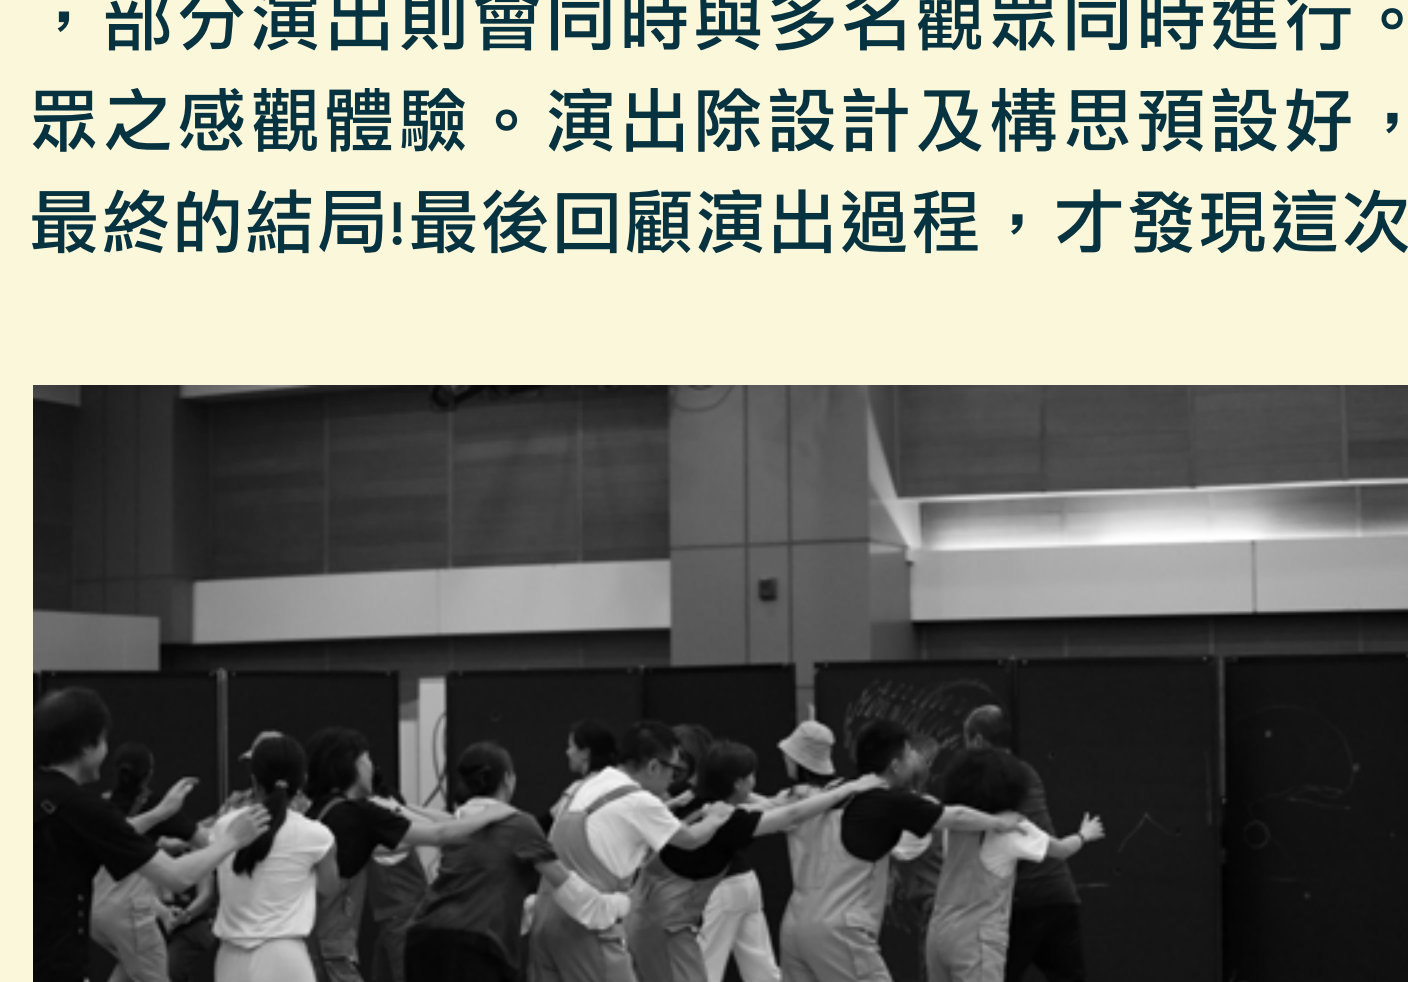 ，部分演出則會同時與多名觀眾同時進行。
眾之感觀體驗。演出除設計及構思預設好，
最終的結局!最後回顧演出過程，才發現這次